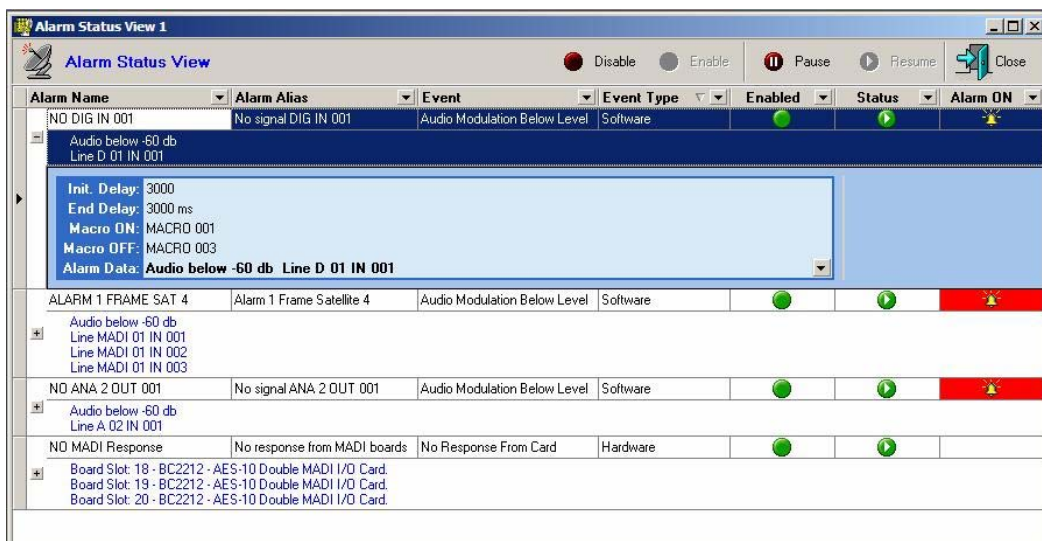 Alarm Status View 1
Alarm Status View Disable Enable Pause Resume Close
Alarm Name Alarm Alias Event Event Type Enabled Status Alarm ON
NO DIG IN 001 No signal DIG IN 001 Audio Modulation Below Level Software
Audio below -60 db
Line D 01 IN 001
Init. Delay: 3000
End Delay: 3000 ms
Macro ON: MACRO 001
Macro OFF: MACRO 003
Alarm Data: Audio below -60 db Line D 01 IN 001
ALARM 1 FRAME SAT 4 Alarm 1 Frame Satellite 4 Audio Modulation Below Level Software
Audio below -60 db
Line MADI 01 IN 001
Line MADI 01 IN 002
Line MADI 01 IN 003
NO ANA 2 OUT 001 No signal ANA 2 OUT 001 Audio Modulation Below Level Software
Audio below -60 db
Line A 02 IN 001
NO MADI Response No response from MADI boards No Response From Card Hardware
Board Slot: 18 - BC2212 - AES-10 Double MADI I/O Card.
Board Slot: 19 - BC2212 - AES-10 Double MADI I/O Card.
Board Slot: 20 - BC2212 - AES-10 Double MADI I/O Card.